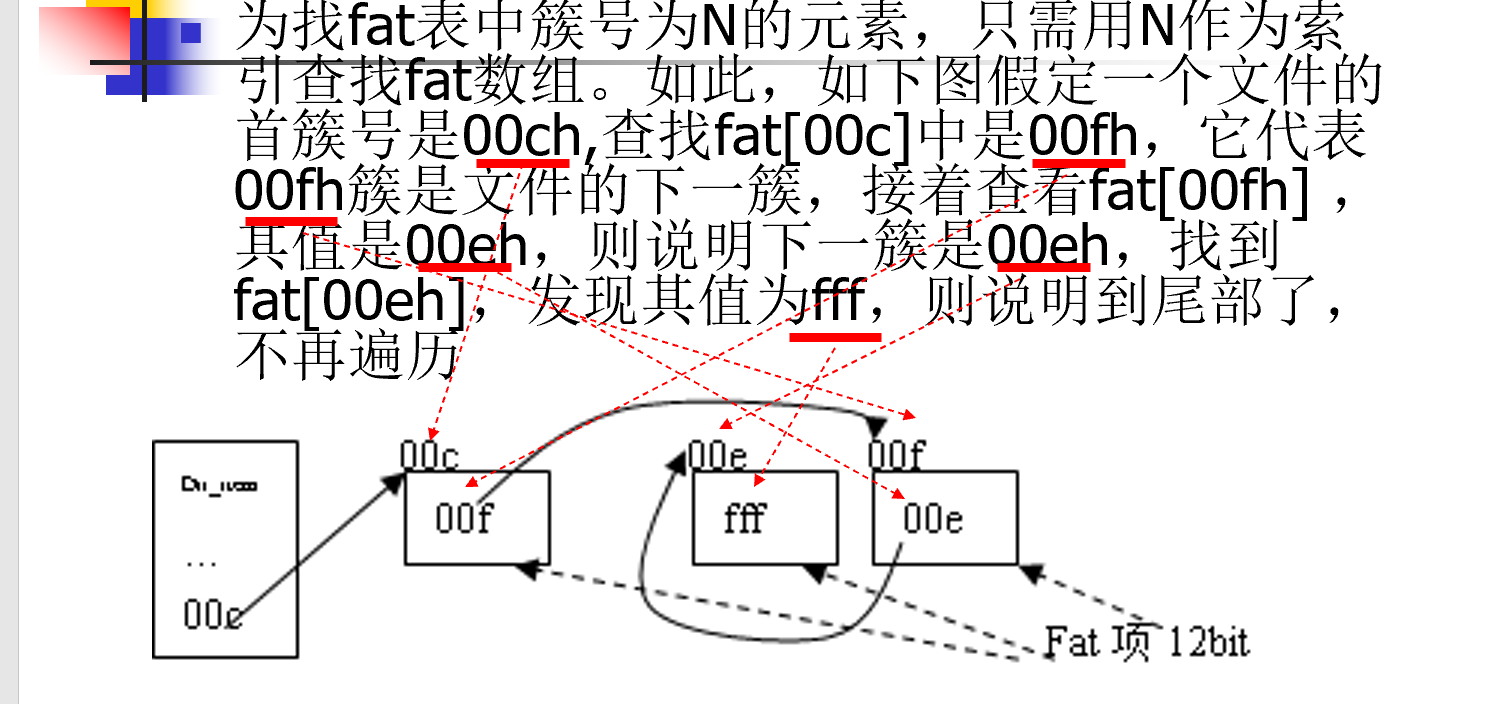 为找fat表中簇号为N的元素，只需用N作为索
引查找fat数组。如此，如下图假定一个文件的
首簇号是00ch,查找fat[00c]中是00fh，它代表
00fh簇是文件的下一簇，接着查看fat[00fh]，
其值是00eh，则说明下一簇是00eh，找到
fat[00eh]，发现其值为fff，则说明到尾部了，
不再遍历
00c
00e
00f
...
00f
fff
00e
00c
Fat 项 12bit